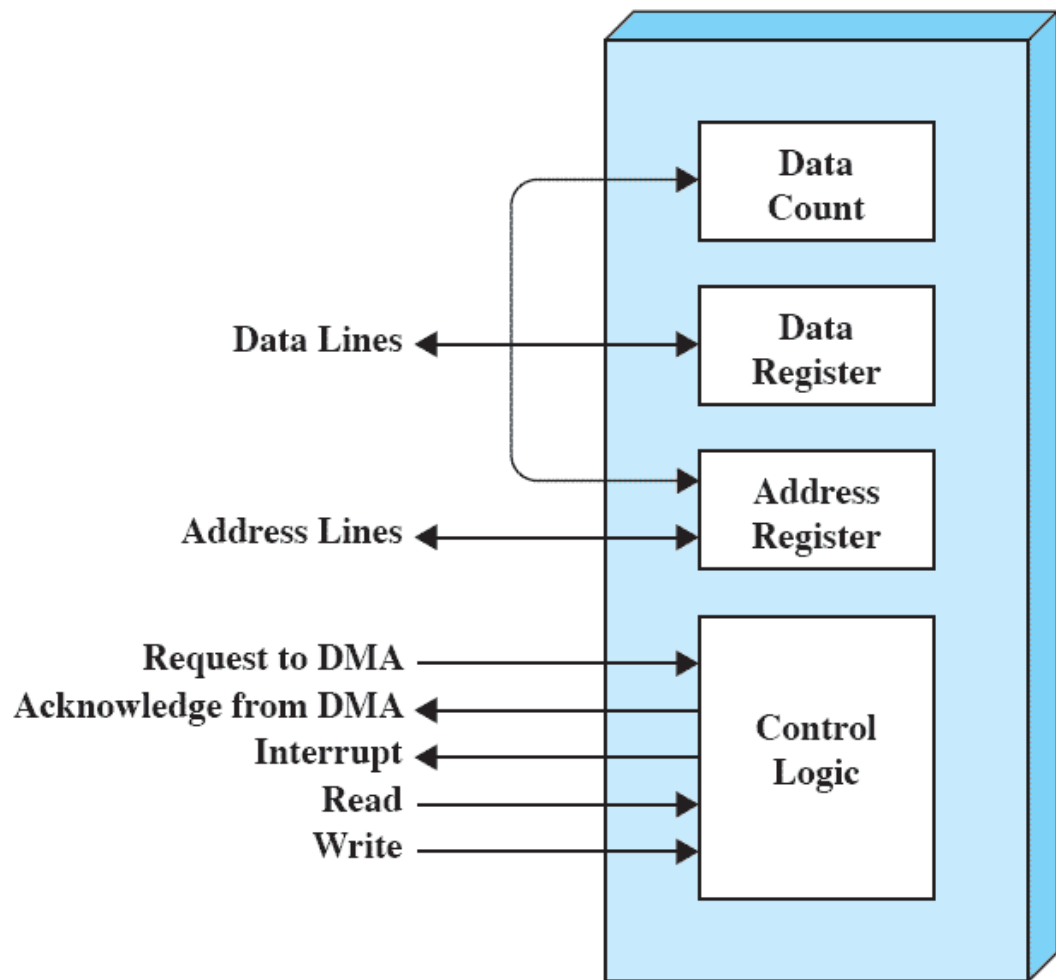 Data
Count
Data Lines
Data
Register
Address
Register
Address Lines
Request to DMA
Acknowledge from DMA
Interrupt
Read
Write
Control
Logic